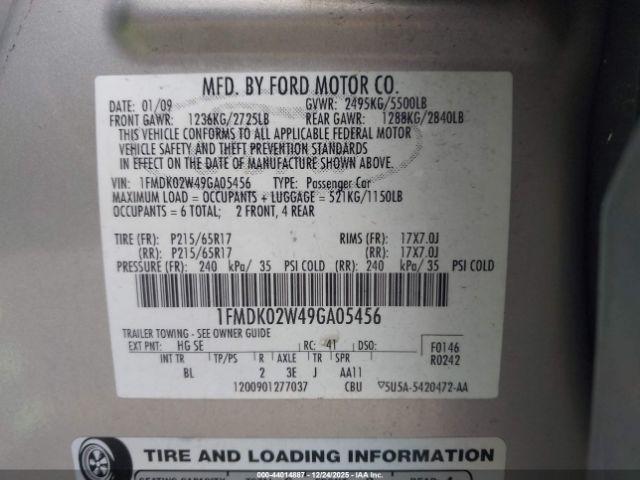 MFD. BY FORD MOTOR CO.
DATE: 01/09 GVWR: 2495KG/5500LB
FRONT GAWR: 1236KG/2725LB REAR GAWR: 1288KG/2840LB
THIS VEHICLE CONFORMS TO ALL APPLICABLE FEDERAL MOTOR
VEHICLE SAFETY AND THEFT PREVENTION STANDARDS
IN EFFECT ON THE DATE OF MANUFACTURE SHOWN ABOVE.
VIN: 1FMDK02W49GA05456 TYPE: Passenger Car
MAXIMUM LOAD = OCCUPANTS + LUGGAGE = 521KG/1150LB
OCCUPANTS = 6 TOTAL; 2 FRONT, 4 REAR
TIRE (FR): P215/65R17 RIMS (FR): 17X7.0J
(RR): P215/65R17 (RR): 17X7.0J
PRESSURE (FR): 240 kPa/ 35 PSI COLD (RR): 240 kPa/ 35 PSI COLD
1FMDK02W49GA05456
TRAILER TOWING - SEE OWNER GUIDE
EXT PNT: HG SE RC: 41 DSO: F0146
INT TR TP/PS R AXLE TR SPR R0242
BL 2 3E J AA11
1200901277037 CBU 5U5A-5420472-AA
TIRE AND LOADING INFORMATION
000-44014887 - 12/24/2025 - IAAI.com